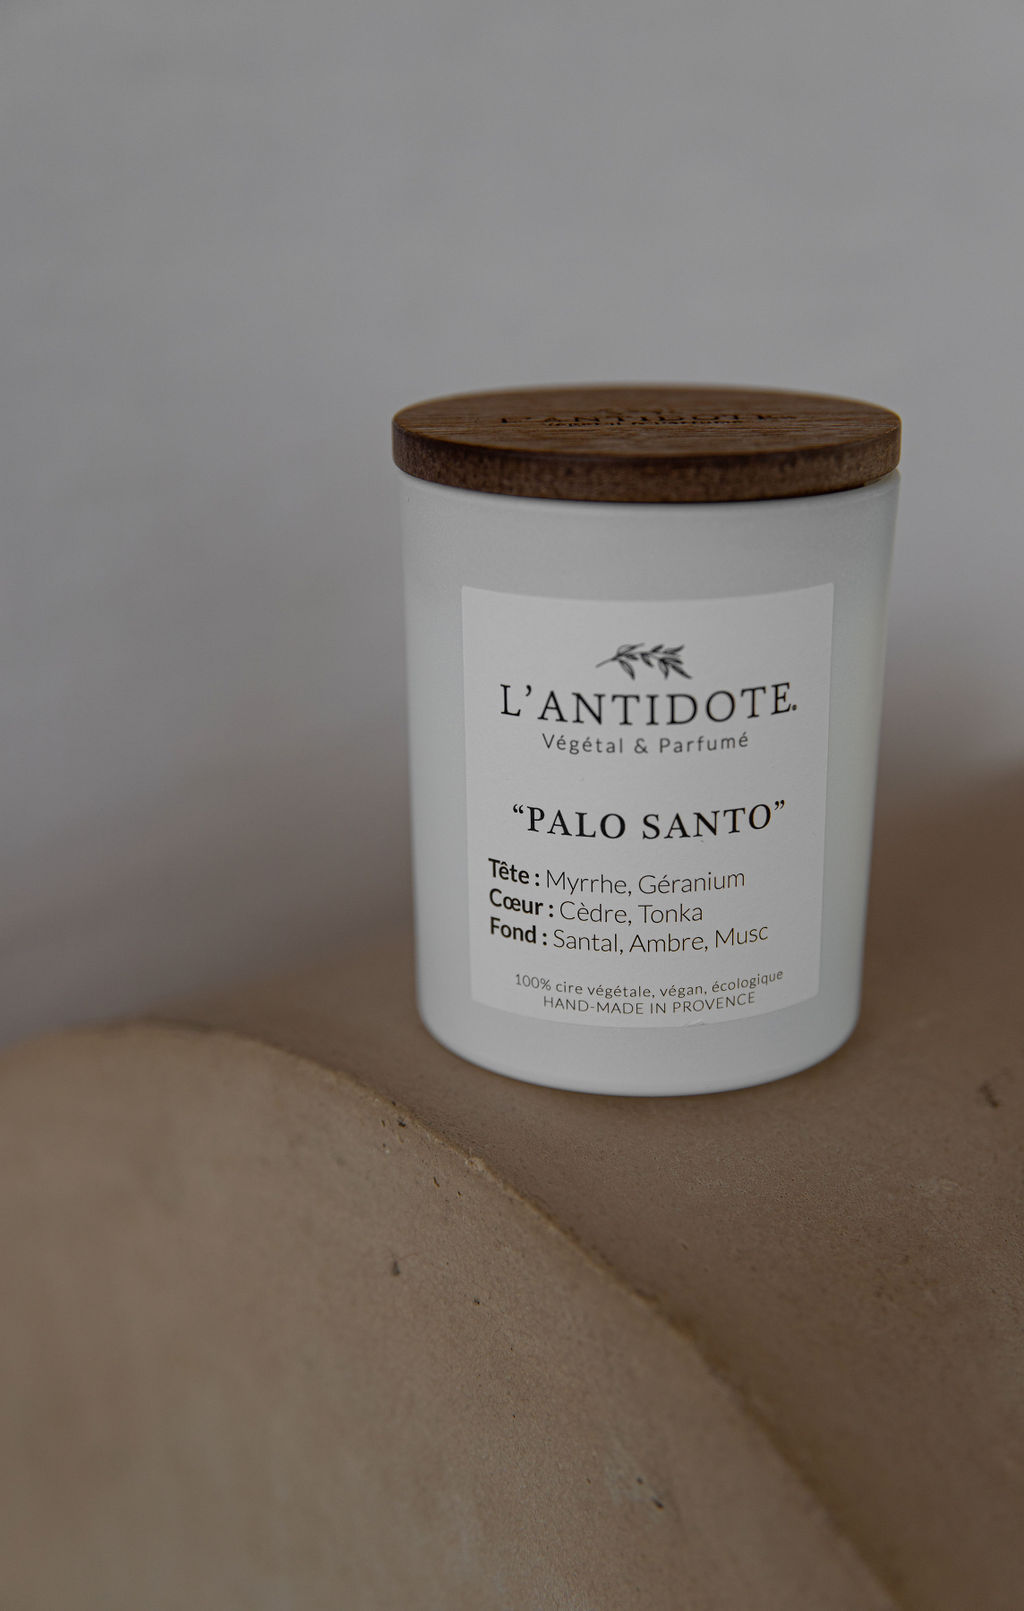 L'ANTIDOTE
L'ANTIDOTE.
Végétal & Parfumé
“PALO SANTO”
Tête : Myrrhe, Géranium
Cœur : Cèdre, Tonka
Fond : Santal, Ambre, Musc
100% cire végétale, végan, écologique
HAND-MADE IN PROVENCE